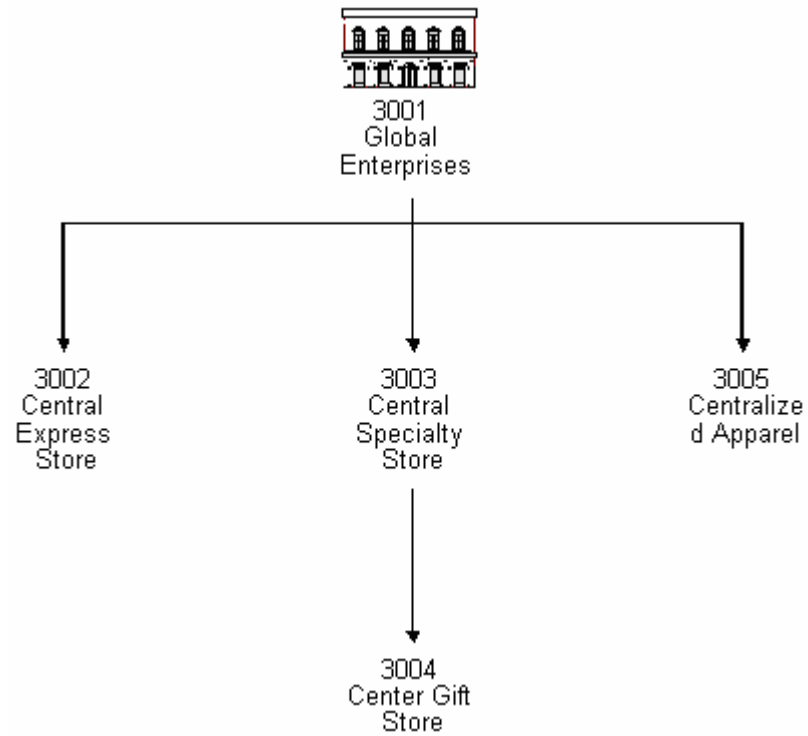 3001
Global
Enterprises
3002
Central
Express
Store
3003
Central
Specialty
Store
3005
Centralize
d Apparel
3004
Center Gift
Store